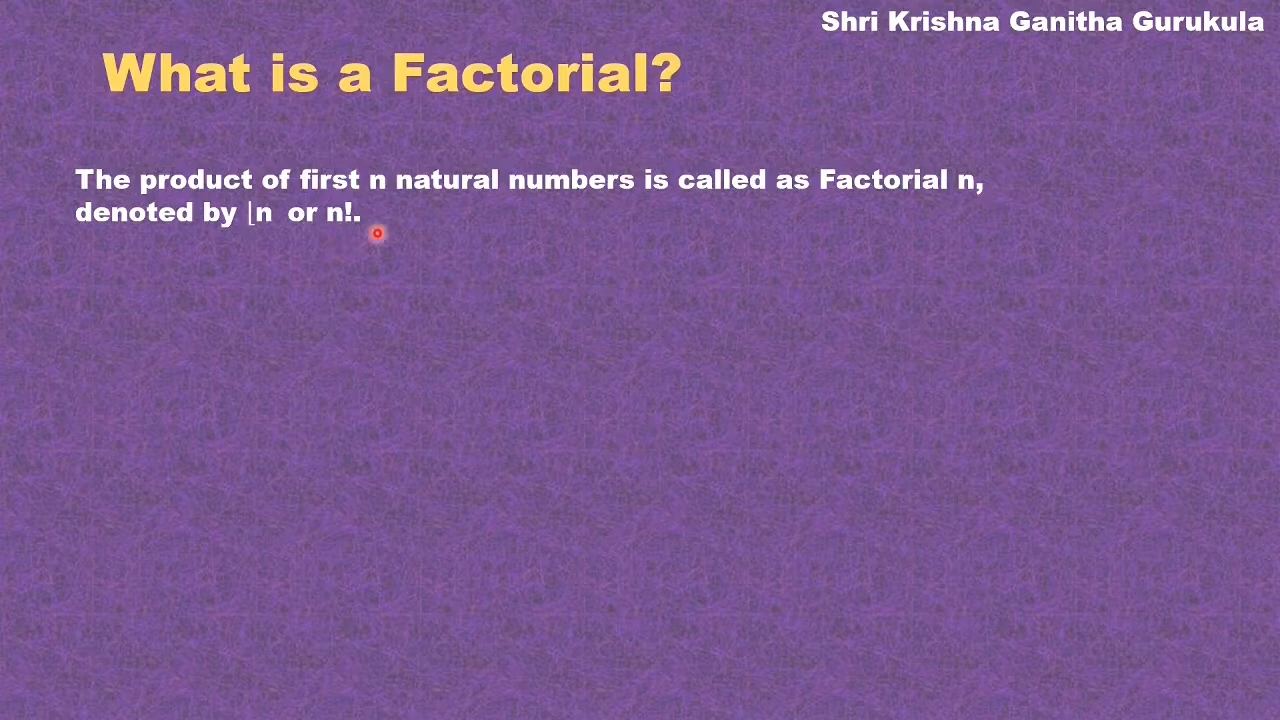 Shri Krishna Ganitha Gurukula
What is a Factorial?
The product of first n natural numbers is called as Factorial n,
denoted by ⌊n or n!.